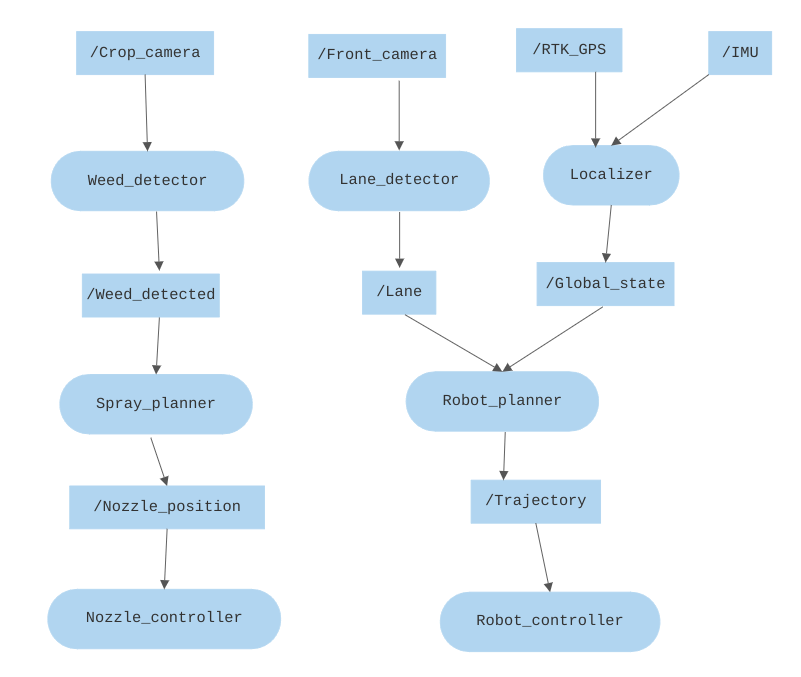 /Crop_camera
/Front_camera
/RTK_GPS
/IMU
Weed_detector
Lane_detector
Localizer
/Weed_detected
/Lane
/Global_state
Spray_planner
Robot_planner
/Nozzle_position
/Trajectory
Nozzle_controller
Robot_controller